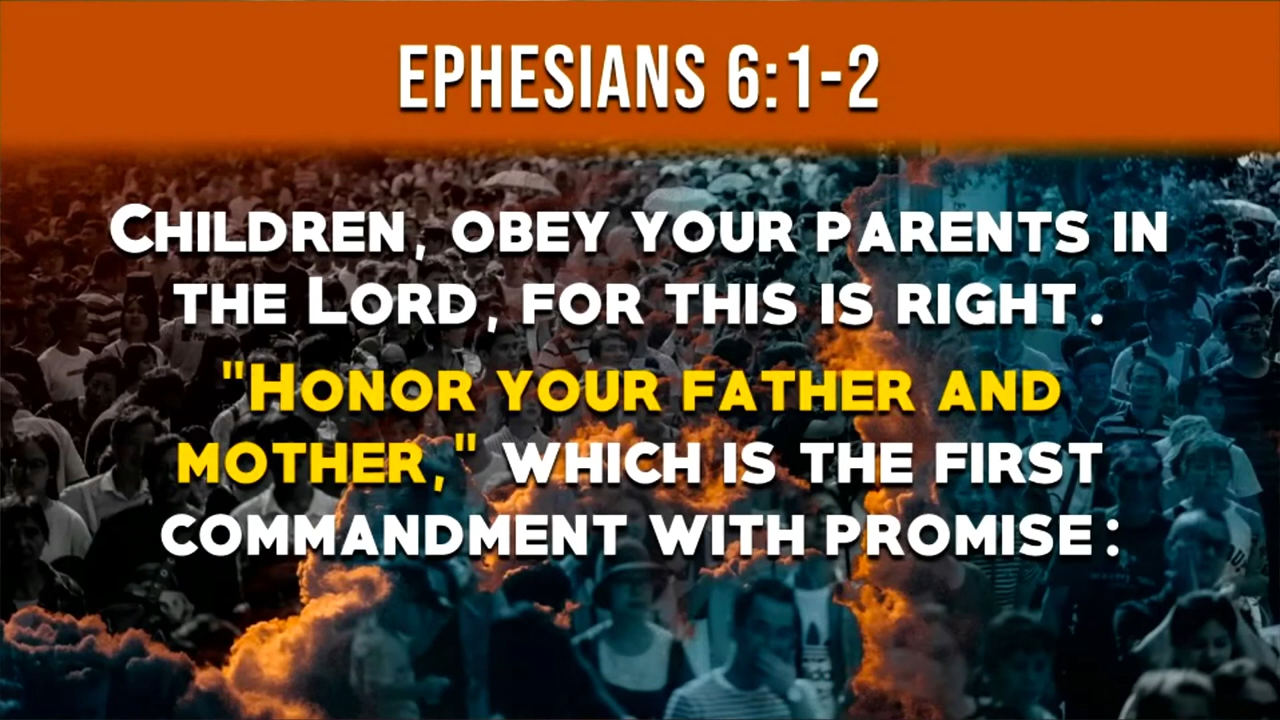 EPHESIANS 6:1-2
CHILDREN, OBEY YOUR PARENTS IN
THE LORD, FOR THIS IS RIGHT.
"HONOR YOUR FATHER AND
MOTHER," WHICH IS THE FIRST
COMMANDMENT WITH PROMISE: